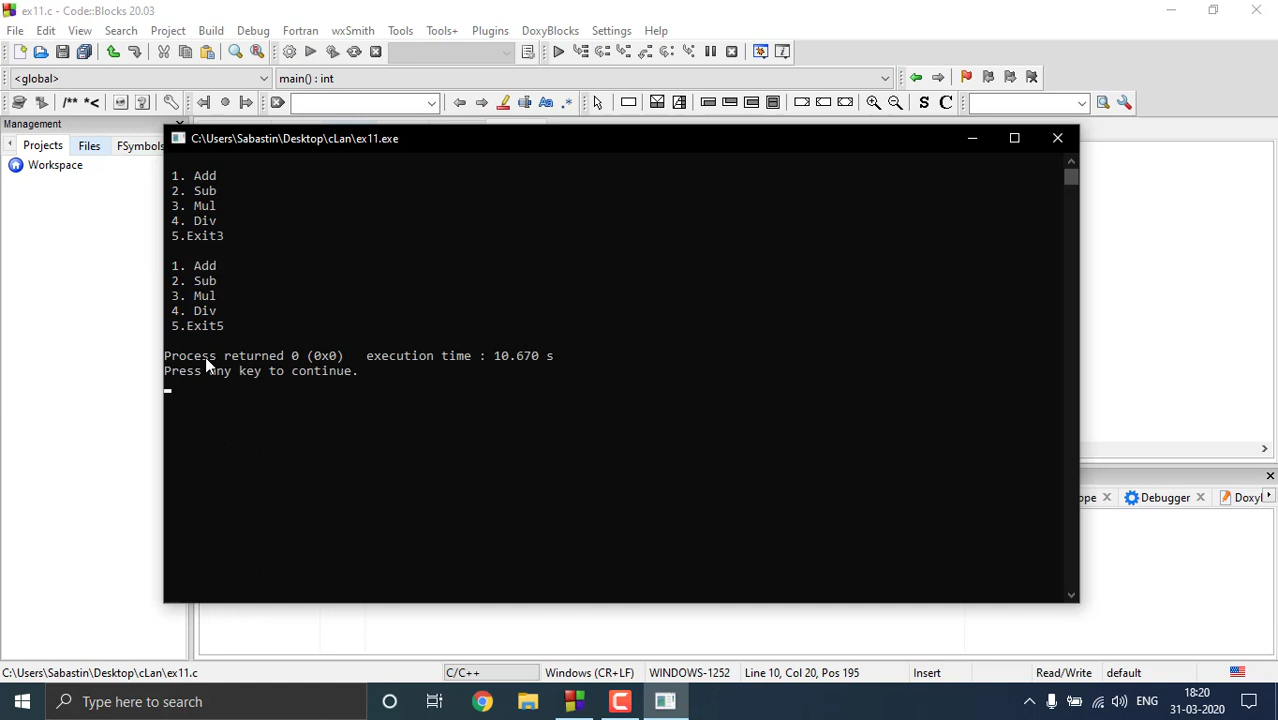 ex11.c - Code::Blocks 20.03
File Edit View Search Project Build Debug Fortran wxSmith Tools Tools+ Plugins DoxyBlocks Settings Help
<global>
main() : int
/** *<
S C
Management
Projects Files FSymbols
Workspace
C:\Users\Sabastin\Desktop\cLan\ex11.exe
1. Add
2. Sub
3. Mul
4. Div
5.Exit3
1. Add
2. Sub
3. Mul
4. Div
5.Exit5
Process returned 0 (0x0) execution time : 10.670 s
Press any key to continue.
Debugger
C:\Users\Sabastin\Desktop\cLan\ex11.c C/C++ Windows (CR+LF) WINDOWS-1252 Line 10, Col 20, Pos 195 Insert Read/Write default
Type here to search
ENG
18:20
31-03-2020